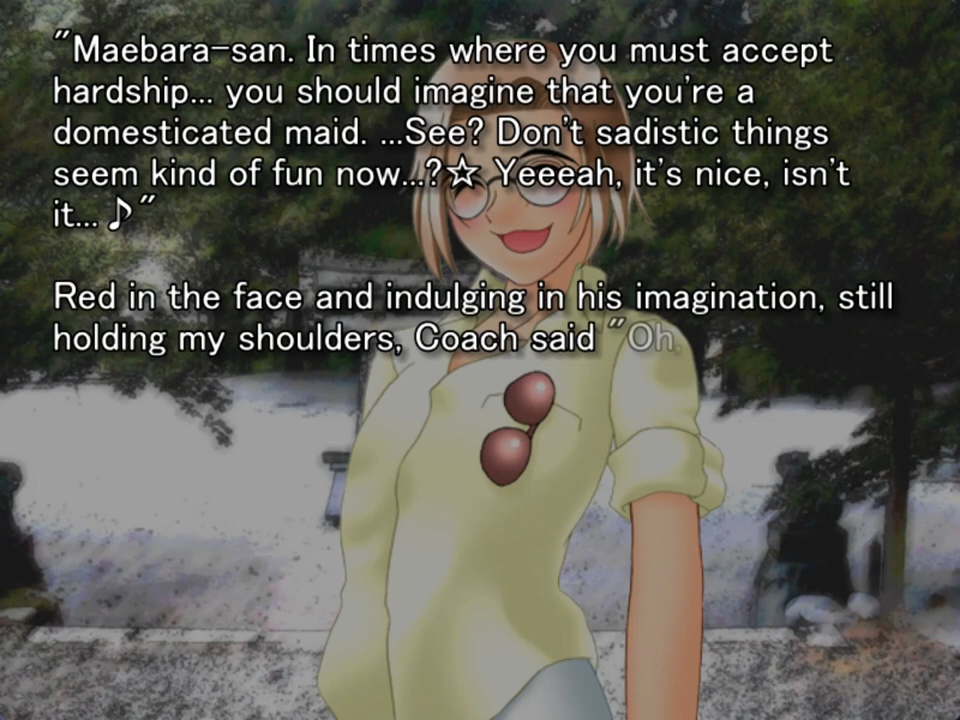 "Maebara-san. In times where you must accept
hardship... you should imagine that you're a
domesticated maid. ...See? Don't sadistic things
seem kind of fun now...?☆ Yeeeah, it's nice, isn't
it... ♪"
Red in the face and indulging in his imagination, still
holding my shoulders, Coach said "Oh,